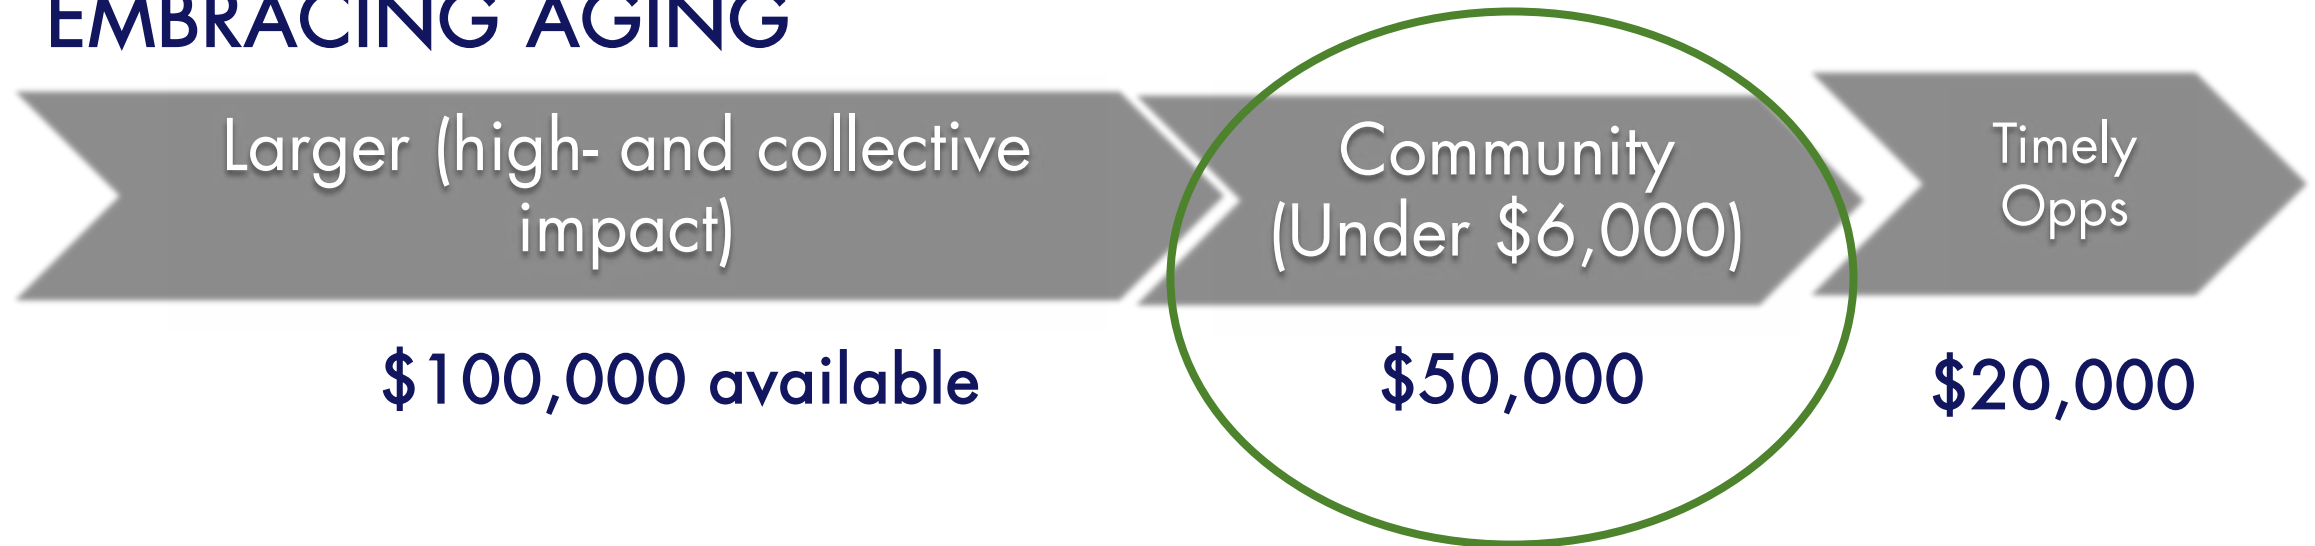 EMBRACING AGING
Larger (high- and collective
impact)
Community
(Under $6,000)
Timely
Opps
$100,000 available
$50,000
$20,000